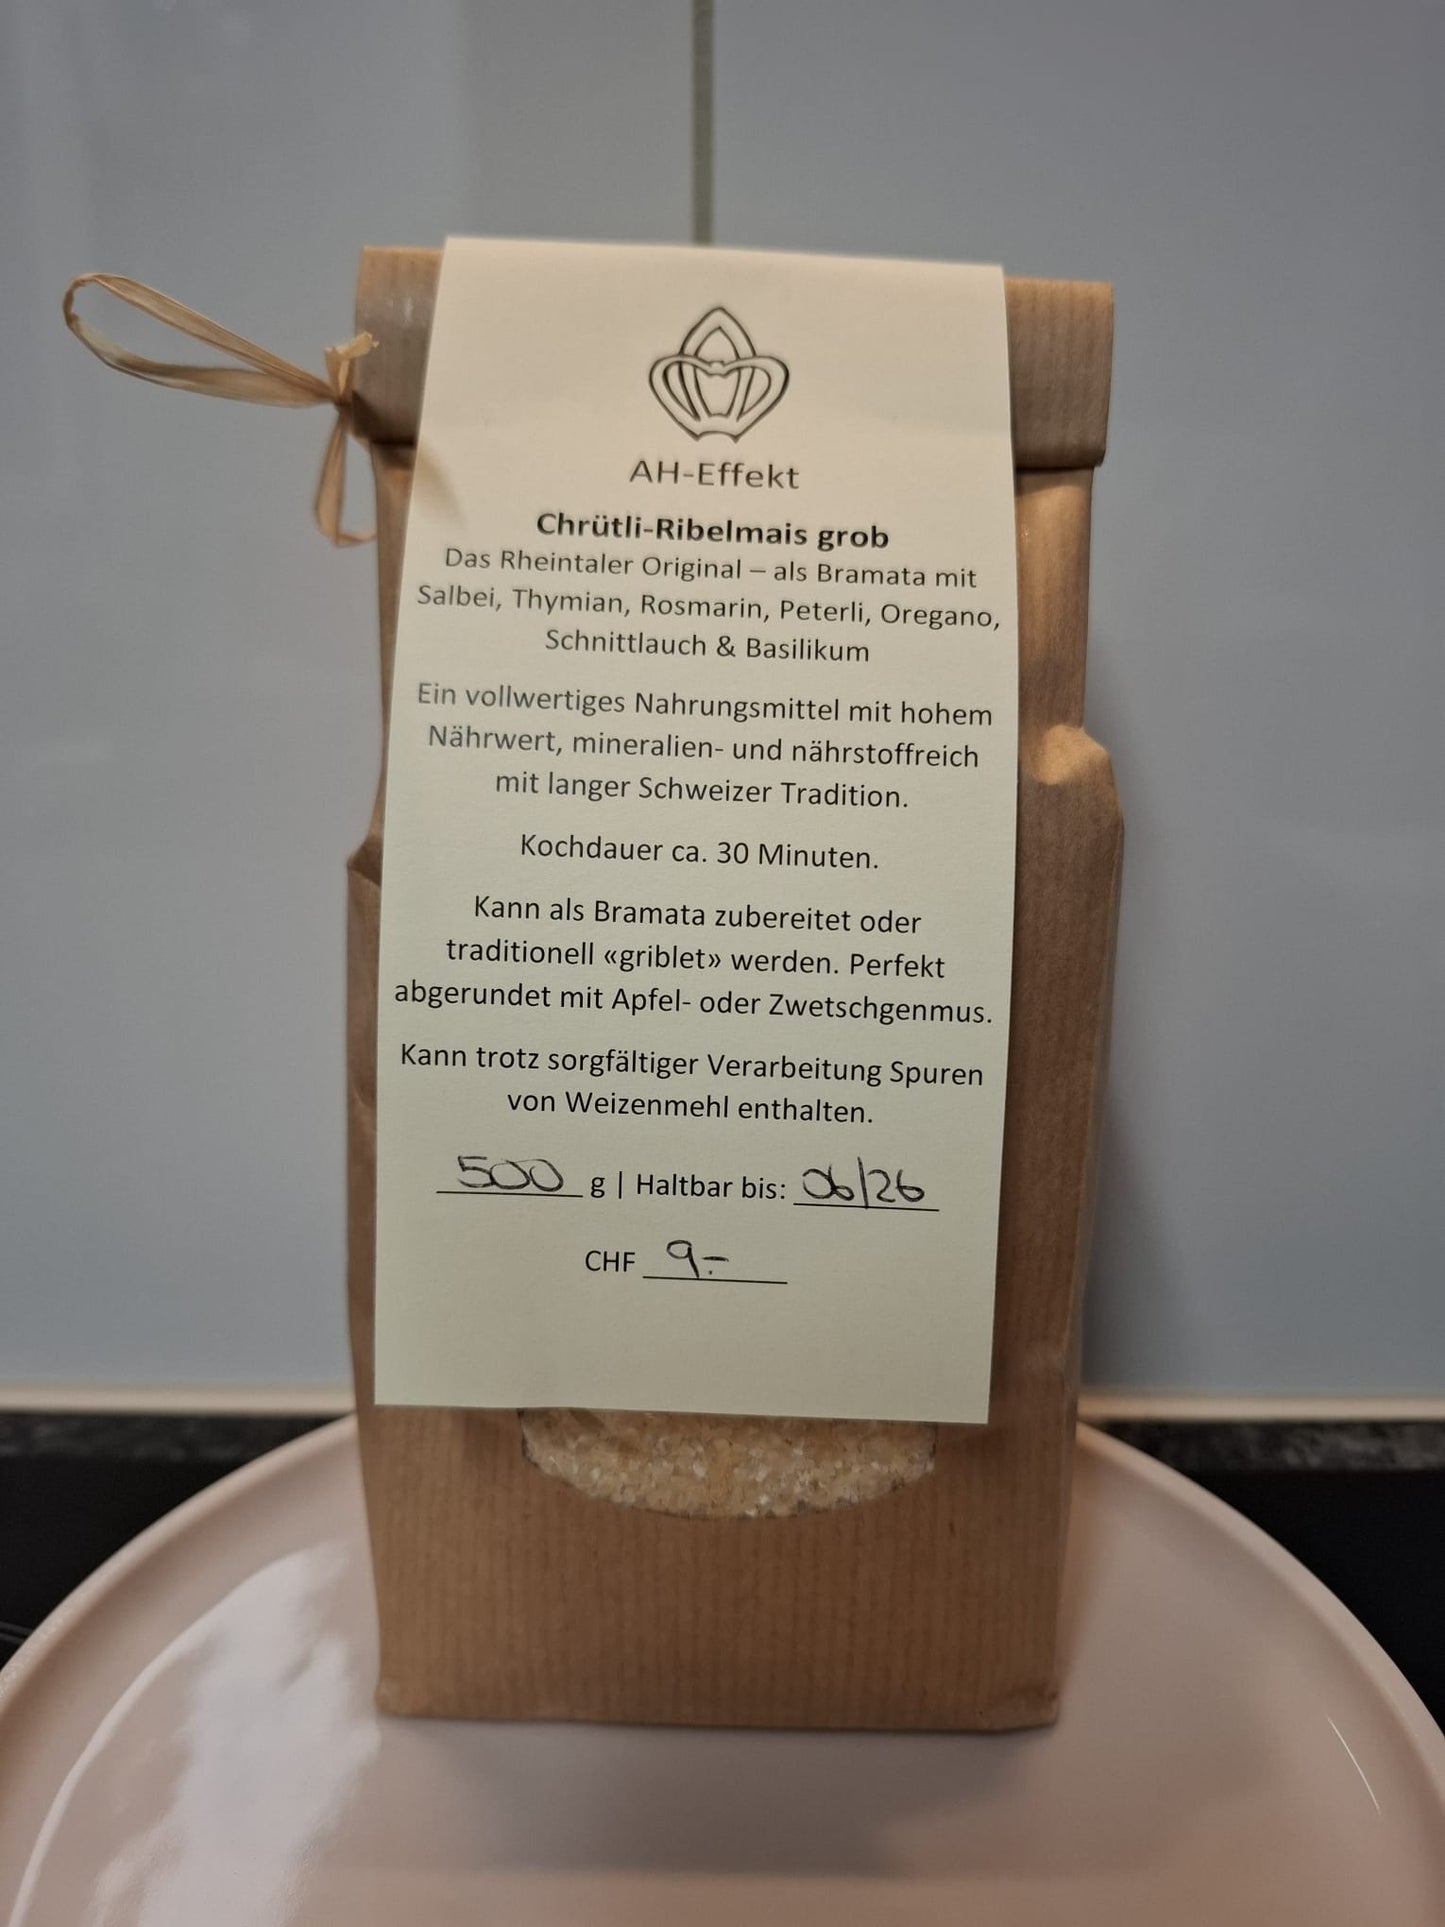 AH-Effekt
Chrütli-Ribelmais grob
Das Rheintaler Original – als Bramata mit
Salbei, Thymian, Rosmarin, Peterli, Oregano,
Schnittlauch & Basilikum
Ein vollwertiges Nahrungsmittel mit hohem
Nährwert, mineralien- und nährstoffreich
mit langer Schweizer Tradition.
Kochdauer ca. 30 Minuten.
Kann als Bramata zubereitet oder
traditionell «griblet» werden. Perfekt
abgerundet mit Apfel- oder Zwetschgenmus.
Kann trotz sorgfältiger Verarbeitung Spuren
von Weizenmehl enthalten.
500 g | Haltbar bis: 06/26
CHF 9.-